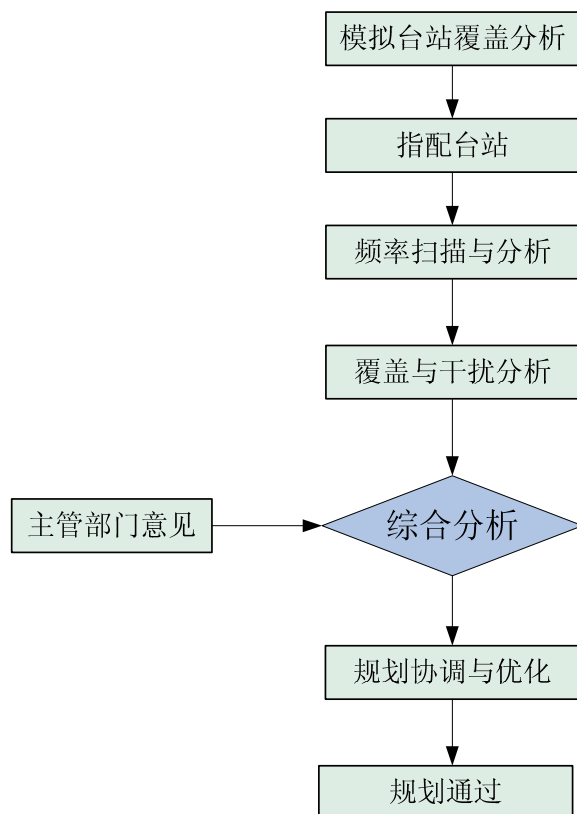 模拟台站覆盖分析
指配台站
频率扫描与分析
覆盖与干扰分析
主管部门意见
综合分析
规划协调与优化
规划通过